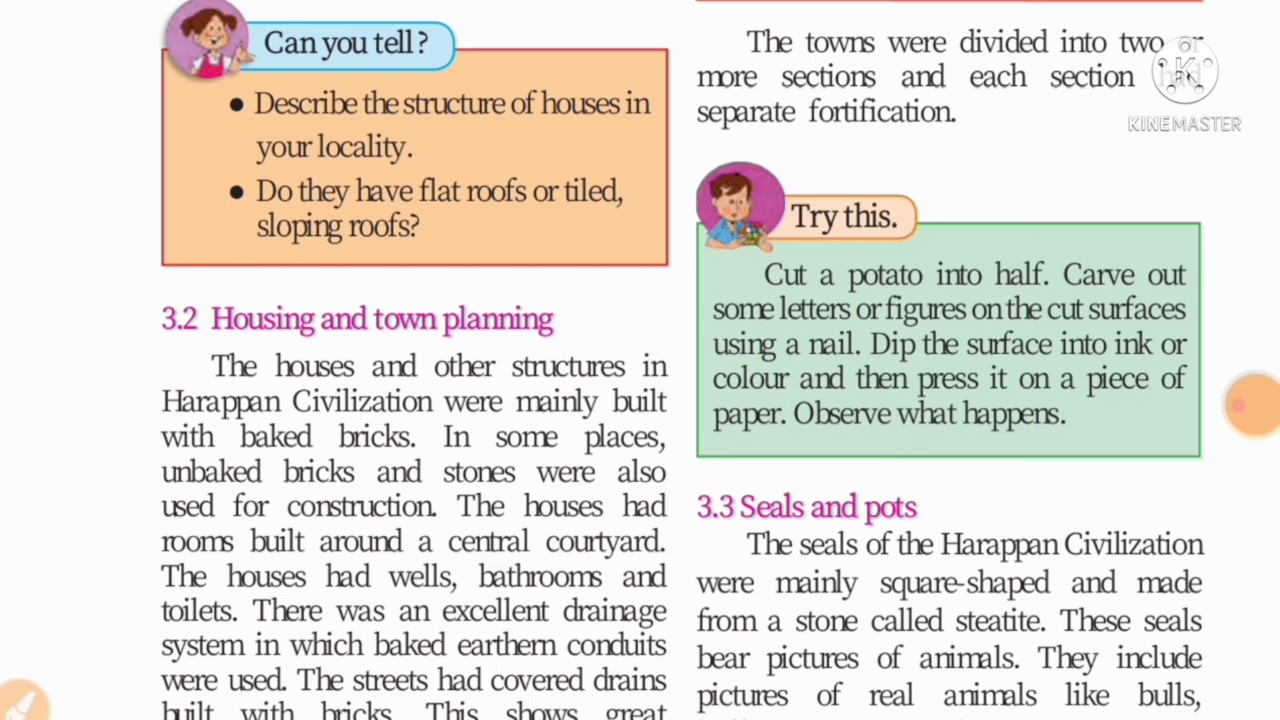 Can you tell?
● Describe the structure of houses in
your locality.
● Do they have flat roofs or tiled,
sloping roofs?
3.2 Housing and town planning
The houses and other structures in
Harappan Civilization were mainly built
with baked bricks. In some places,
unbaked bricks and stones were also
used for construction. The houses had
rooms built around a central courtyard.
The houses had wells, bathrooms and
toilets. There was an excellent drainage
system in which baked earthern conduits
were used. The streets had covered drains
built with bricks. This shows great
The towns were divided into two or
more sections and each section had
separate fortification.
K
KINEMASTER
Try this.
Cut a potato into half. Carve out
some letters or figures on the cut surfaces
using a nail. Dip the surface into ink or
colour and then press it on a piece of
paper. Observe what happens.
3.3 Seals and pots
The seals of the Harappan Civilization
were mainly square-shaped and made
from a stone called steatite. These seals
bear pictures of animals. They include
pictures of real animals like bulls,